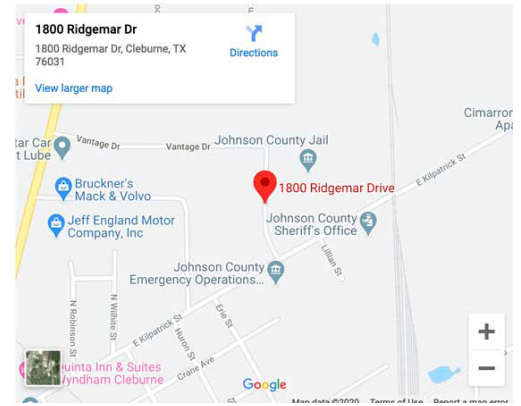 1800 Ridgemar Dr
1800 Ridgemar Dr, Cleburne, TX
76031
Directions
View larger map
Cimarron
Apa
Vantage Dr
Vantage Dr
Johnson County Jail
tar Car
t Lube
E Kilpatrick St
Bruckner's
Mack & Volvo
1800 Ridgemar Drive
Jeff England Motor
Company, Inc
Johnson County
Sheriff's Office
Lillian St
Johnson County
Emergency Operations...
N Robinson St
N Wilhite St
E Kilpatrick St
Erie St
Huron St
Crane Ave
uinta Inn & Suites
Wyndham Cleburne
+
−
Google
Map data ©2020
Terms of Use
Report a map error